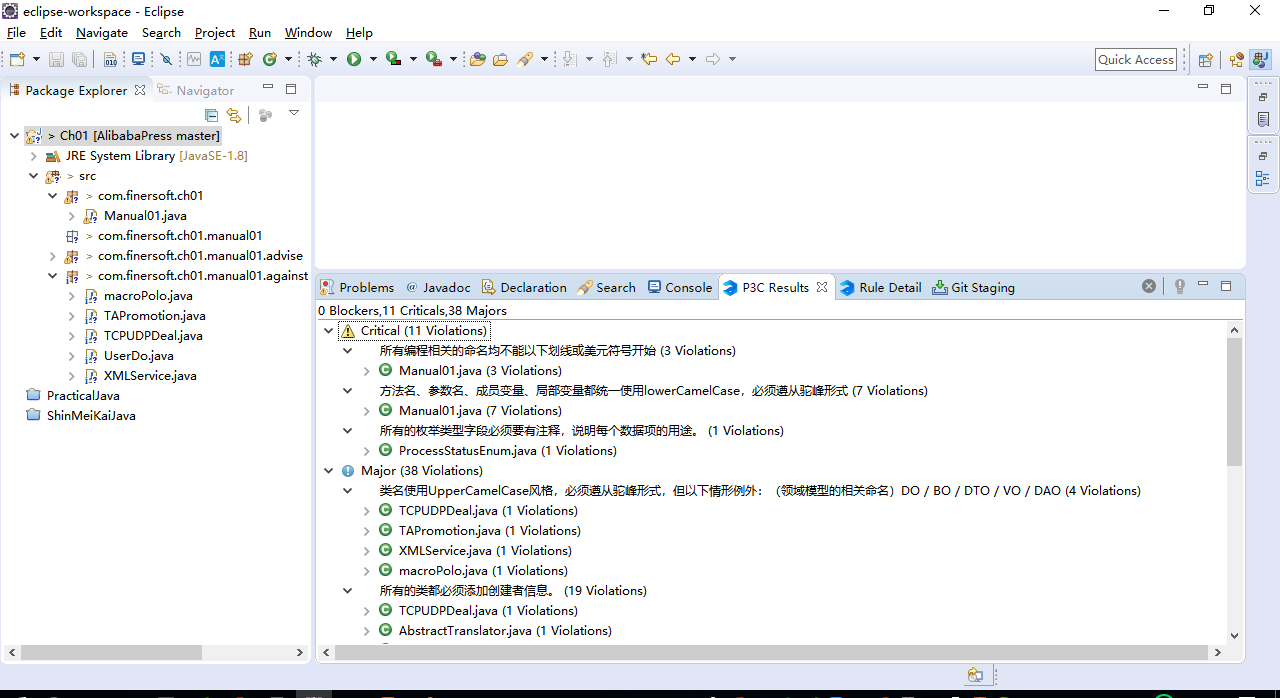 eclipse-workspace - Eclipse
File Edit Navigate Search Project Run Window Help
Quick Access
Package Explorer Navigator
> Ch01 [AlibabaPress master]
JRE System Library [JavaSE-1.8]
> src
> com.finersoft.ch01
Manual01.java
> com.finersoft.ch01.manual01
> com.finersoft.ch01.manual01.advise
> com.finersoft.ch01.manual01.against
macroPolo.java
TAPromotion.java
TCPUDPDeal.java
UserDo.java
XMLService.java
PracticalJava
ShinMeiKaiJava
Problems @ Javadoc Declaration Search Console P3C Results Rule Detail Git Staging
0 Blockers,11 Criticals,38 Majors
Critical (11 Violations)
所有编程相关的命名均不能以下划线或美元符号开始 (3 Violations)
Manual01.java (3 Violations)
方法名、参数名、成员变量、局部变量都统一使用lowerCamelCase，必须遵从驼峰形式 (7 Violations)
Manual01.java (7 Violations)
所有的枚举类型字段必须要有注释，说明每个数据项的用途。 (1 Violations)
ProcessStatusEnum.java (1 Violations)
Major (38 Violations)
类名使用UpperCamelCase风格，必须遵从驼峰形式，但以下情形例外：（领域模型的相关命名）DO / BO / DTO / VO / DAO (4 Violations)
TCPUDPDeal.java (1 Violations)
TAPromotion.java (1 Violations)
XMLService.java (1 Violations)
macroPolo.java (1 Violations)
所有的类都必须添加创建者信息。 (19 Violations)
TCPUDPDeal.java (1 Violations)
AbstractTranslator.java (1 Violations)